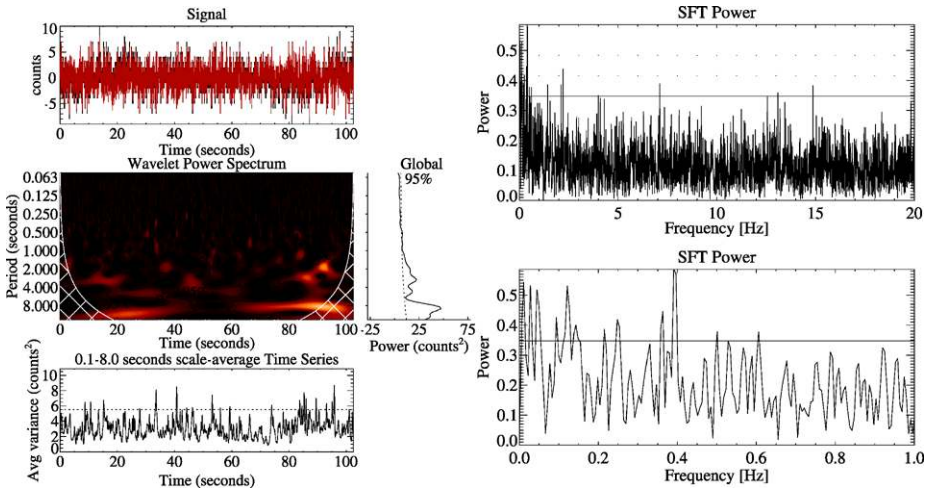 Signal
10
5
0
-5
counts
0 20 40 60 80 100
Time (seconds)
Wavelet Power Spectrum
0.063
0.125
0.250
0.500
1.000
2.000
4.000
8.000
Period (seconds)
0 20 40 60 80 100
Time (seconds)
Global
95%
-25 25 75
Power (counts²)
0.1-8.0 seconds scale-average Time Series
10
8
6
4
2
0
Avg variance (counts²)
0 20 40 60 80 100
Time (seconds)
SFT Power
0.5
0.4
0.3
0.2
0.1
0.0
Power
0 5 10 15 20
Frequency [Hz]
SFT Power
0.5
0.4
0.3
0.2
0.1
0.0
Power
0.0 0.2 0.4 0.6 0.8 1.0
Frequency [Hz]